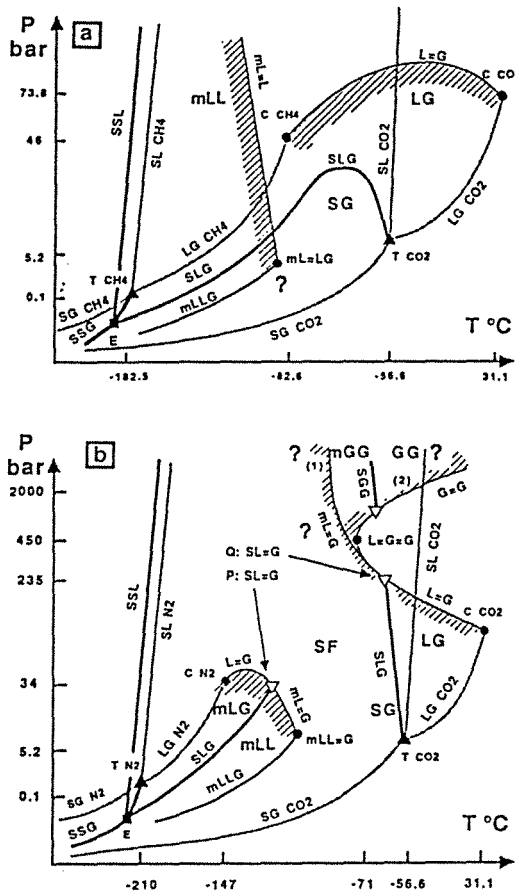 P
bar
a
73.8
46
5.2
0.1
SSL
SL CH4
mLL
mL=L
C CH4
L=G
C CO
LG
SL CO2
SLG
SG
LG CO2
LG CH4
SLG
mL=LG
?
T CH4
T CO2
SG CH4
mLLG
SSG
E
SG CO2
T °C
-182.5
-82.6
-56.6
31.1
P
bar
b
2000
450
235
34
5.2
0.1
?
(1)
mGG
GG
?
SGG
(2)
G=G
?
mL=G
L=G=G
SL CO2
Q: SL=G
P: SL=G
L=G
C CO2
SSL
SL N2
SF
LG
SLG
C N2
L=G
mL=G
mLG
SG
LG CO2
LG N2
SLG
mLL
mLL=G
T CO2
T N2
mLLG
SG N2
SG CO2
SSG
E
T °C
-210
-147
-71
-56.6
31.1